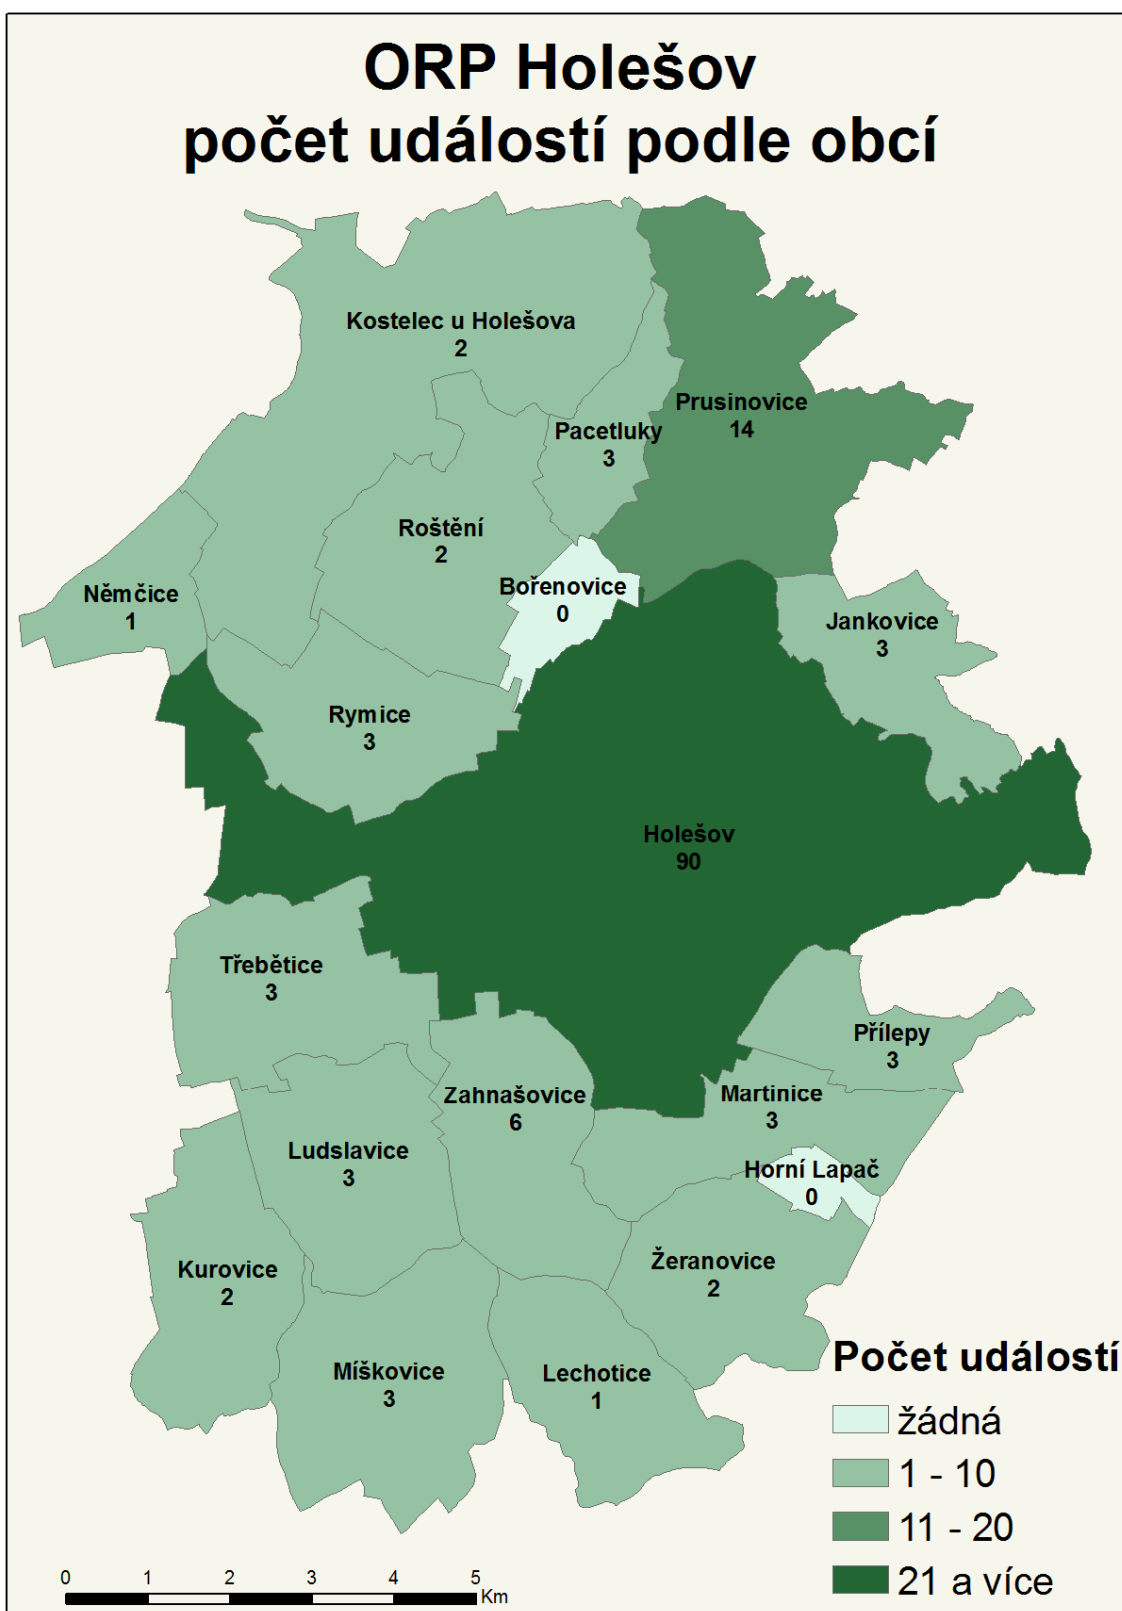 ORP Holešov
počet událostí podle obcí
Kostelec u Holešova
2
Prusinovice
14
Pacetluky
3
Roštění
2
Bořenovice
0
Němčice
1
Jankovice
3
Rymice
3
Holešov
90
Třebětice
3
Přílepy
3
Zahnašovice
6
Martinice
3
Ludslavice
3
Horní Lapač
0
Kurovice
2
Žeranovice
2
Míškovice
3
Lechotice
1
Počet událostí
žádná
1 - 10
11 - 20
21 a více
0 1 2 3 4 5
Km